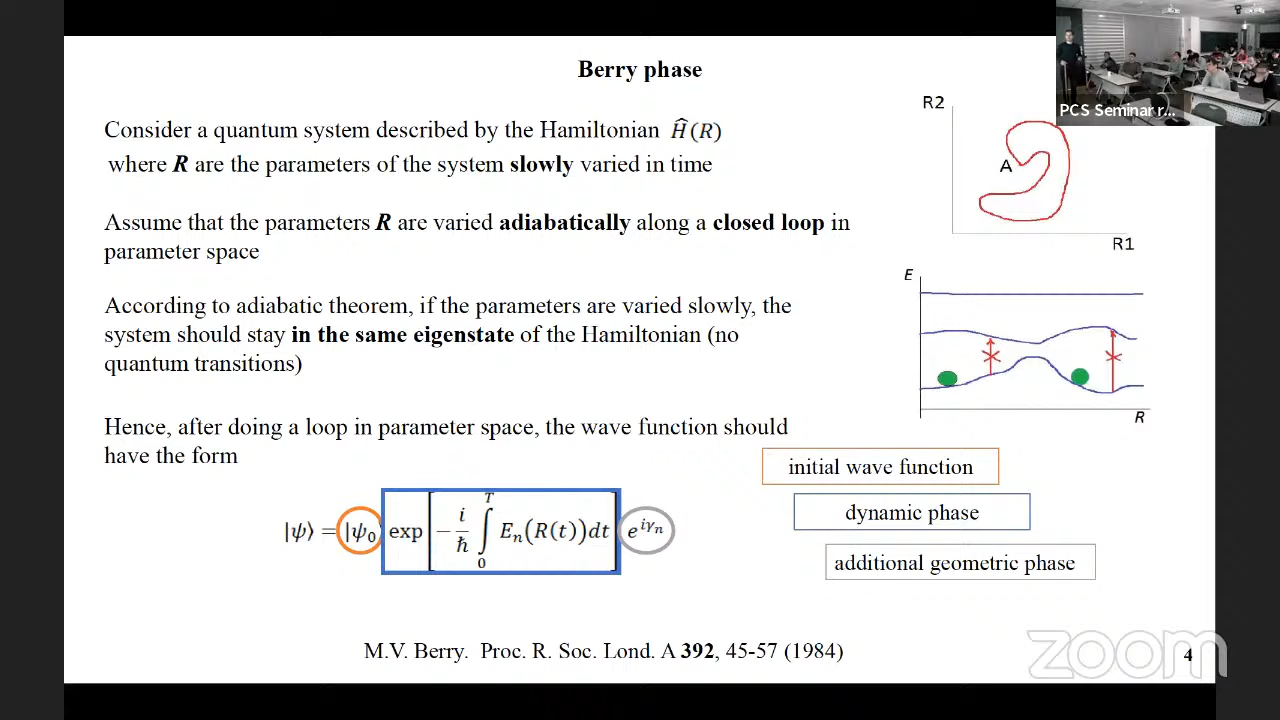 Berry phase
PCS Seminar r...
Consider a quantum system described by the Hamiltonian Ĥ(R)
where R are the parameters of the system slowly varied in time
R2
A
R1
Assume that the parameters R are varied adiabatically along a closed loop in
parameter space
According to adiabatic theorem, if the parameters are varied slowly, the
system should stay in the same eigenstate of the Hamiltonian (no
quantum transitions)
E
R
Hence, after doing a loop in parameter space, the wave function should
have the form
|ψ⟩ = |ψ₀ exp[-i/ħ ∫₀ᵀ Eₙ(R(t))dt] e^{iγₙ}
initial wave function
dynamic phase
additional geometric phase
M.V. Berry. Proc. R. Soc. Lond. A 392, 45-57 (1984)
zoom
4